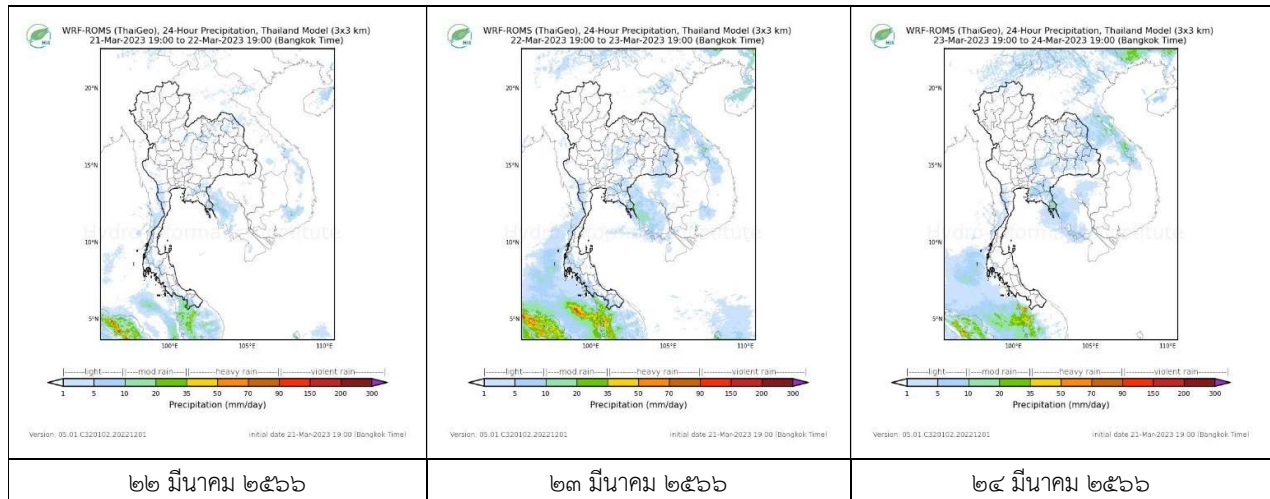 WRF-ROMS (ThaiGeo), 24-Hour Precipitation, Thailand Model (3x3 km)
21-Mar-2023 19:00 to 22-Mar-2023 19:00 (Bangkok Time)
20°N
15°N
10°N
5°N
100°E 105°E 110°E
|--------light--------||----mod rain----||--------heavy rain--------||--------violent rain--------|
1 5 10 20 35 50 70 90 150 200 300
Precipitation (mm/day)
Version: 05.01.C320102.20221201 initial date 21-Mar-2023 19:00 (Bangkok Time)
๒๒ มีนาคม ๒๕๖๖
WRF-ROMS (ThaiGeo), 24-Hour Precipitation, Thailand Model (3x3 km)
22-Mar-2023 19:00 to 23-Mar-2023 19:00 (Bangkok Time)
20°N
15°N
10°N
5°N
100°E 105°E 110°E
|--------light--------||----mod rain----||--------heavy rain--------||--------violent rain--------|
1 5 10 20 35 50 70 90 150 200 300
Precipitation (mm/day)
Version: 05.01.C320102.20221201 initial date 21-Mar-2023 19:00 (Bangkok Time)
๒๓ มีนาคม ๒๕๖๖
WRF-ROMS (ThaiGeo), 24-Hour Precipitation, Thailand Model (3x3 km)
23-Mar-2023 19:00 to 24-Mar-2023 19:00 (Bangkok Time)
20°N
15°N
10°N
5°N
100°E 105°E 110°E
|--------light--------||----mod rain----||--------heavy rain--------||--------violent rain--------|
1 5 10 20 35 50 70 90 150 200 300
Precipitation (mm/day)
Version: 05.01.C320102.20221201 initial date 21-Mar-2023 19:00 (Bangkok Time)
๒๔ มีนาคม ๒๕๖๖